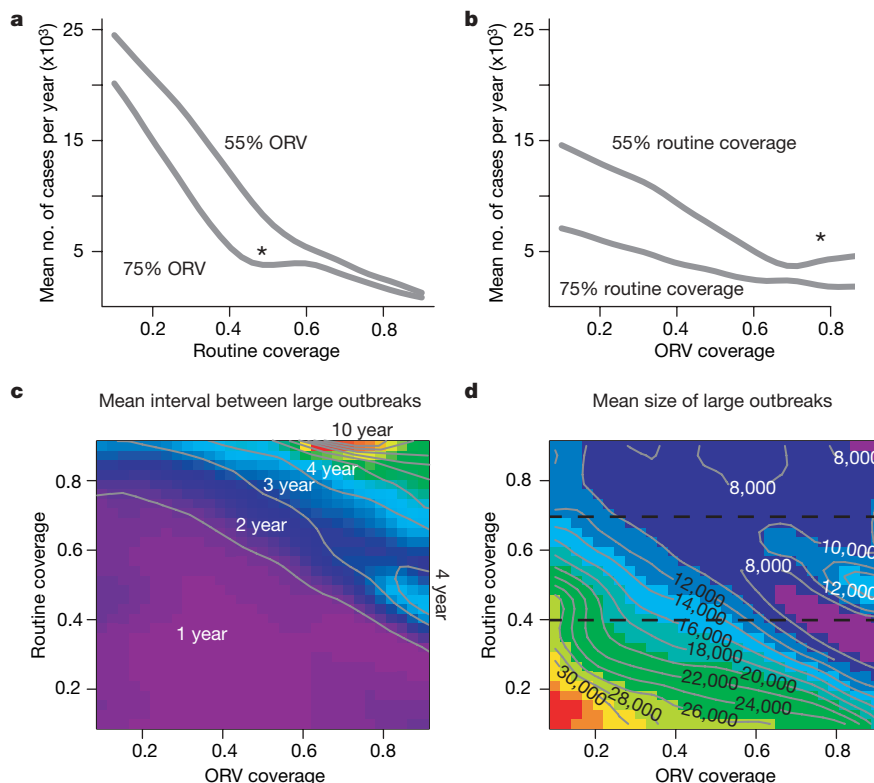 a
Mean no. of cases per year (x10³)
25
15
5
55% ORV
75% ORV
*
0.2 0.4 0.6 0.8
Routine coverage
b
Mean no. of cases per year (x10³)
25
15
5
55% routine coverage
*
75% routine coverage
0.2 0.4 0.6 0.8
ORV coverage
c
Mean interval between large outbreaks
10 year
4 year
3 year
2 year
4 year
1 year
Routine coverage
0.8
0.6
0.4
0.2
0.2 0.4 0.6 0.8
ORV coverage
d
Mean size of large outbreaks
8,000
8,000
10,000
8,000
12,000
12,000
14,000
16,000
18,000
20,000
22,000
24,000
26,000
28,000
30,000
Routine coverage
0.8
0.6
0.4
0.2
0.2 0.4 0.6 0.8
ORV coverage